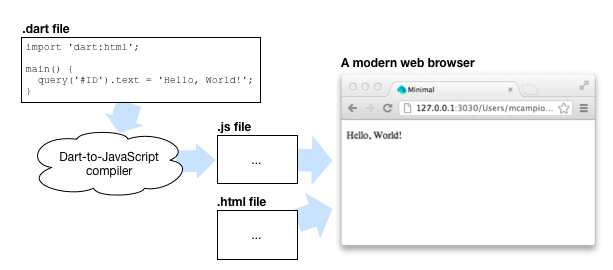 .dart file
import 'dart:html';
main() {
query('#ID').text = 'Hello, World!';
}
Dart-to-JavaScript
compiler
.js file
...
.html file
...
A modern web browser
Minimal
127.0.0.1:3030/Users/mcampio...
Hello, World!